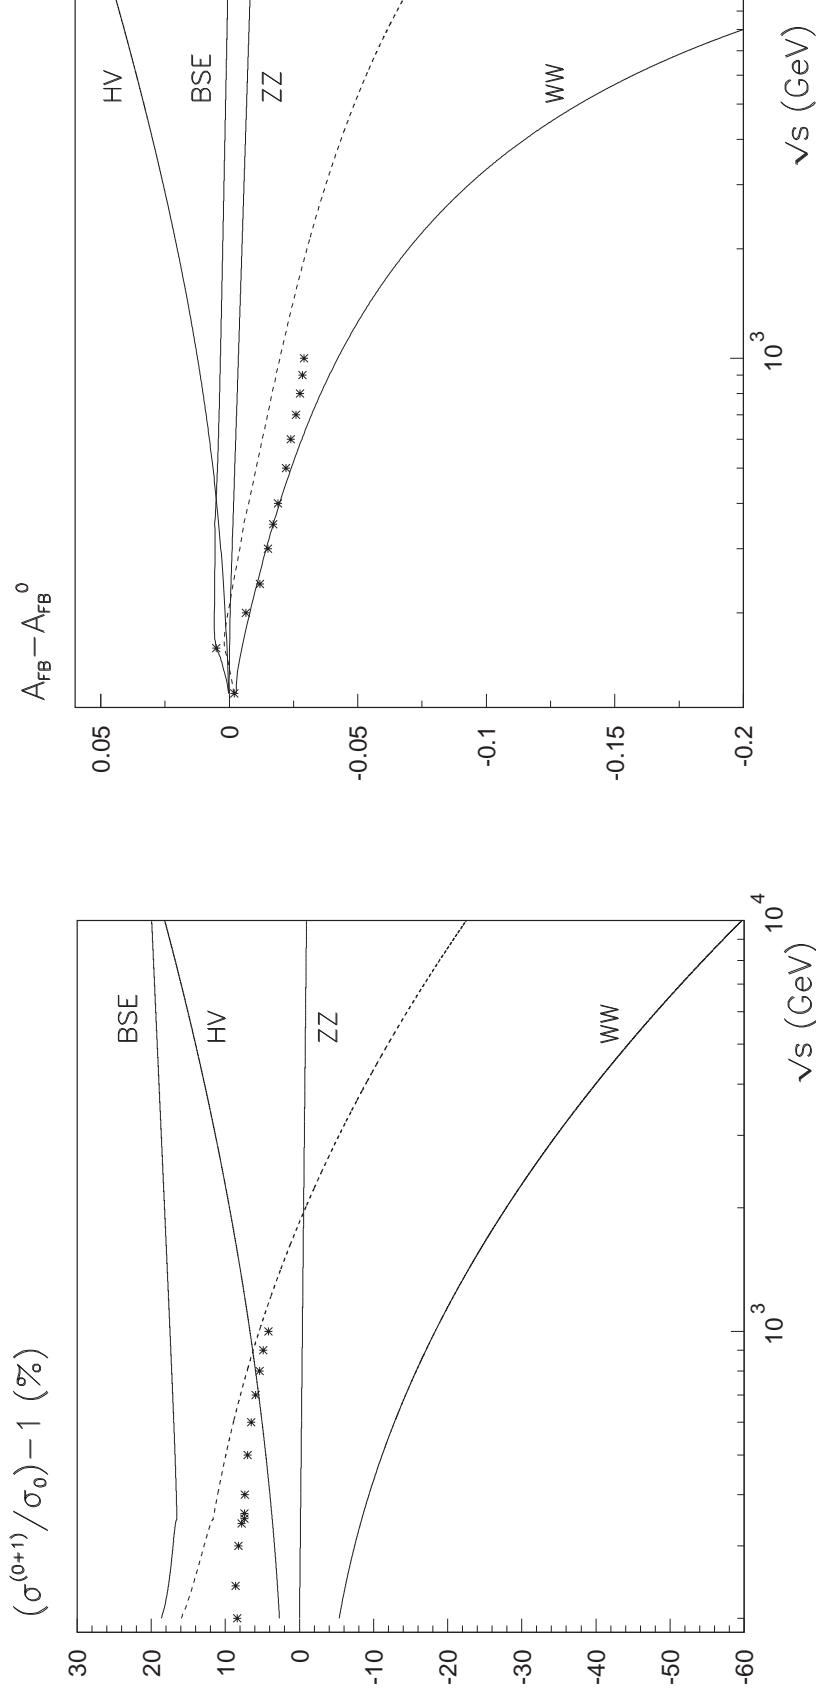 (σ^(0+1)/σ_0)−1 (%)
30
20
10
0
-10
-20
-30
-40
-50
-60
BSE
HV
ZZ
WW
10^3
10^4
√s (GeV)
A_FB−A_FB^0
0.05
0
-0.05
-0.1
-0.15
-0.2
HV
BSE
ZZ
WW
10^3
√s (GeV)